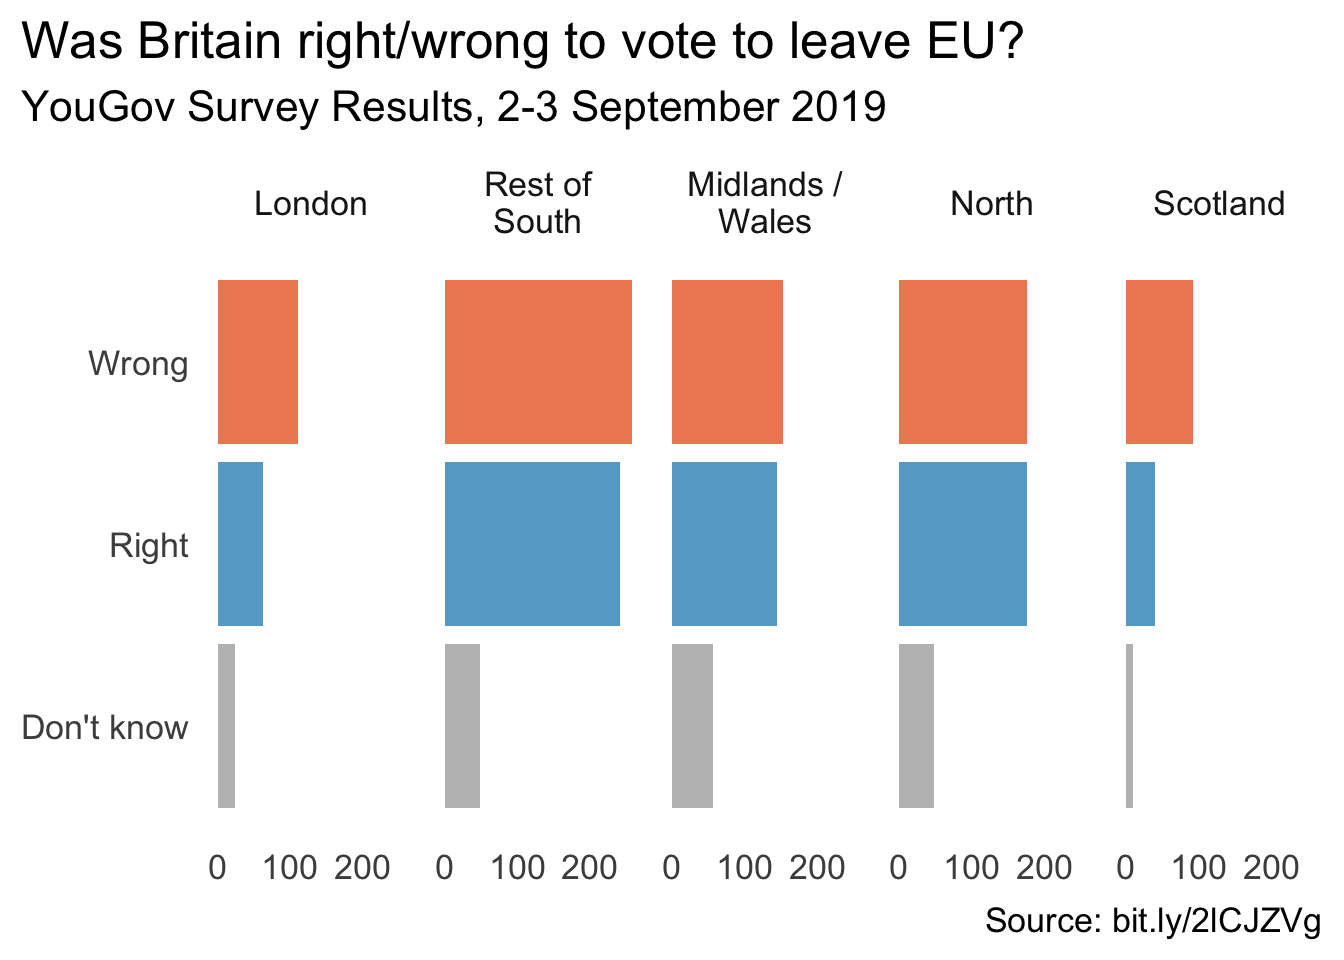 Was Britain right/wrong to vote to leave EU?
YouGov Survey Results, 2-3 September 2019
London
Rest of
South
Midlands /
Wales
North
Scotland
Wrong
Right
Don't know
0 100 200 0 100 200 0 100 200 0 100 200 0 100 200
Source: bit.ly/2lCJZVg